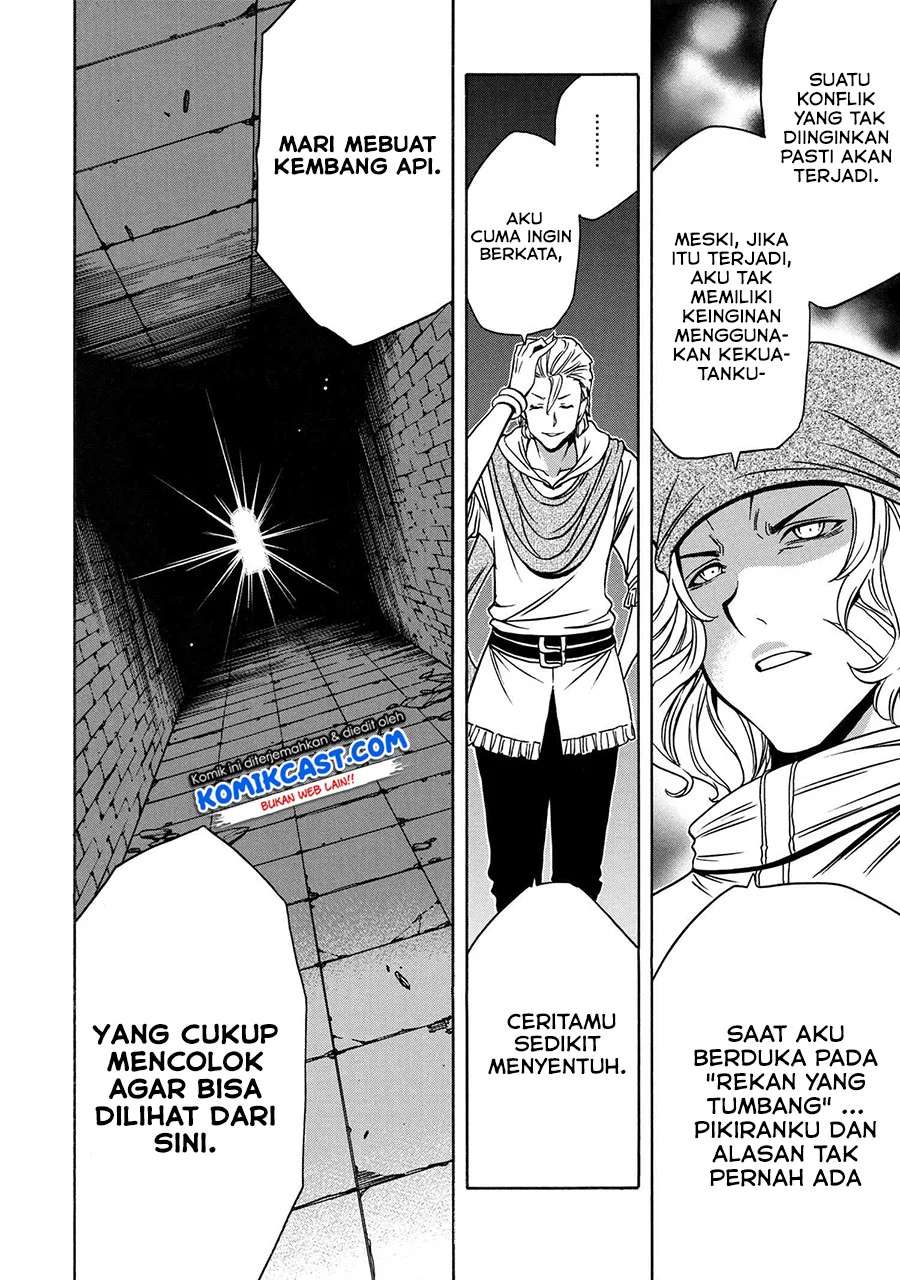 SUATU
KONFLIK
YANG TAK
DIINGINKAN
PASTI AKAN
TERJADI.
MESKI, JIKA
ITU TERJADI,
AKU TAK
MEMILIKI
KEINGINAN
MENGGUNA-
KAN KEKUA-
TANKU-
SAAT AKU
BERDUKA PADA
"REKAN YANG
TUMBANG" ...
PIKIRANKU DAN
ALASAN TAK
PERNAH ADA
.........
AKU
CUMA INGIN
BERKATA,
CERITAMU
SEDIKIT
MENYENTUH.
MARI MEBUAT
KEMBANG API.
Komik ini diterjemahkan & diedit oleh
KOMIKCAST.COM
BUKAN WEB LAIN!!
YANG CUKUP
MENCOLOK
AGAR BISA
DILIHAT DARI
SINI.